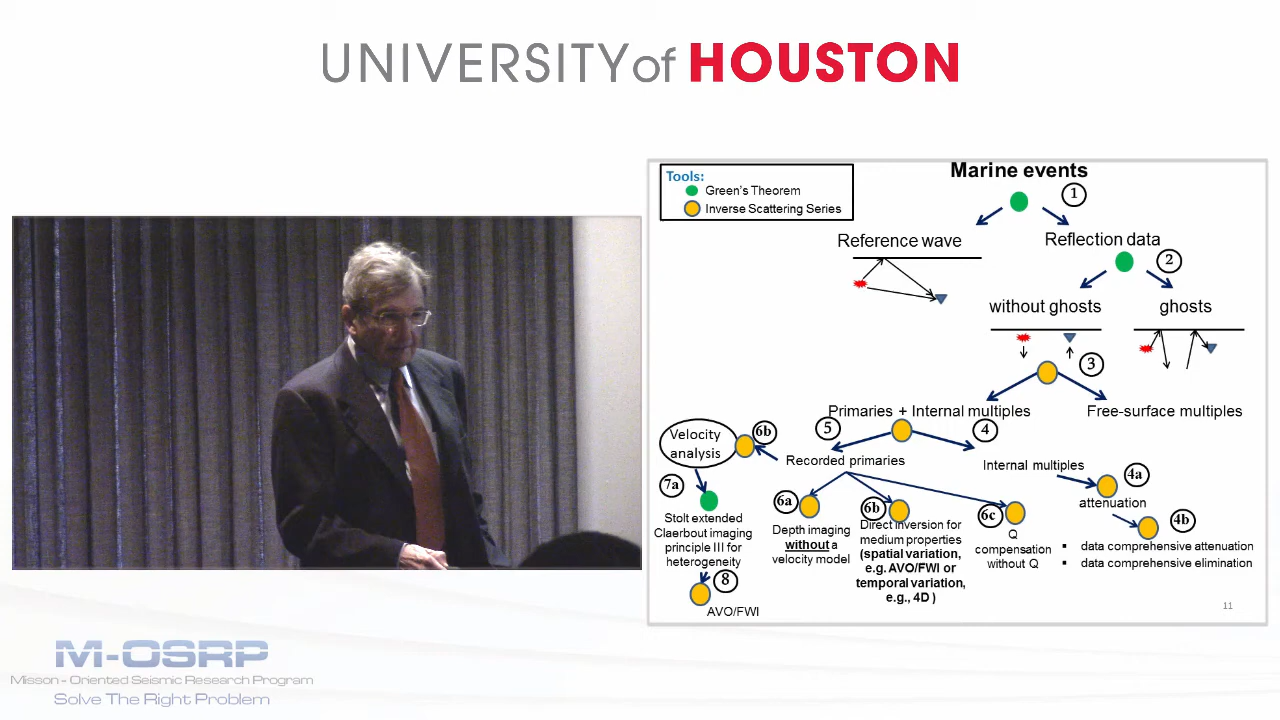 UNIVERSITY of HOUSTON
Tools:
Green's Theorem
Inverse Scattering Series
Marine events
1
Reference wave
Reflection data
2
without ghosts
ghosts
3
Primaries + Internal multiples
Free-surface multiples
5
4
Velocity
analysis
6b
Recorded primaries
Internal multiples
7a
6a
6b
6c
4a
attenuation
4b
Stolt extended
Claerbout imaging
principle III for
heterogeneity
Depth imaging
without a
velocity model
Direct inversion for
medium properties
(spatial variation,
e.g. AVO/FWI or
temporal variation,
e.g., 4D )
Q
compensation
without Q
▪ data comprehensive attenuation
▪ data comprehensive elimination
8
AVO/FWI
11
M-OSRP
Misson - Oriented Seismic Research Program
Solve The Right Problem